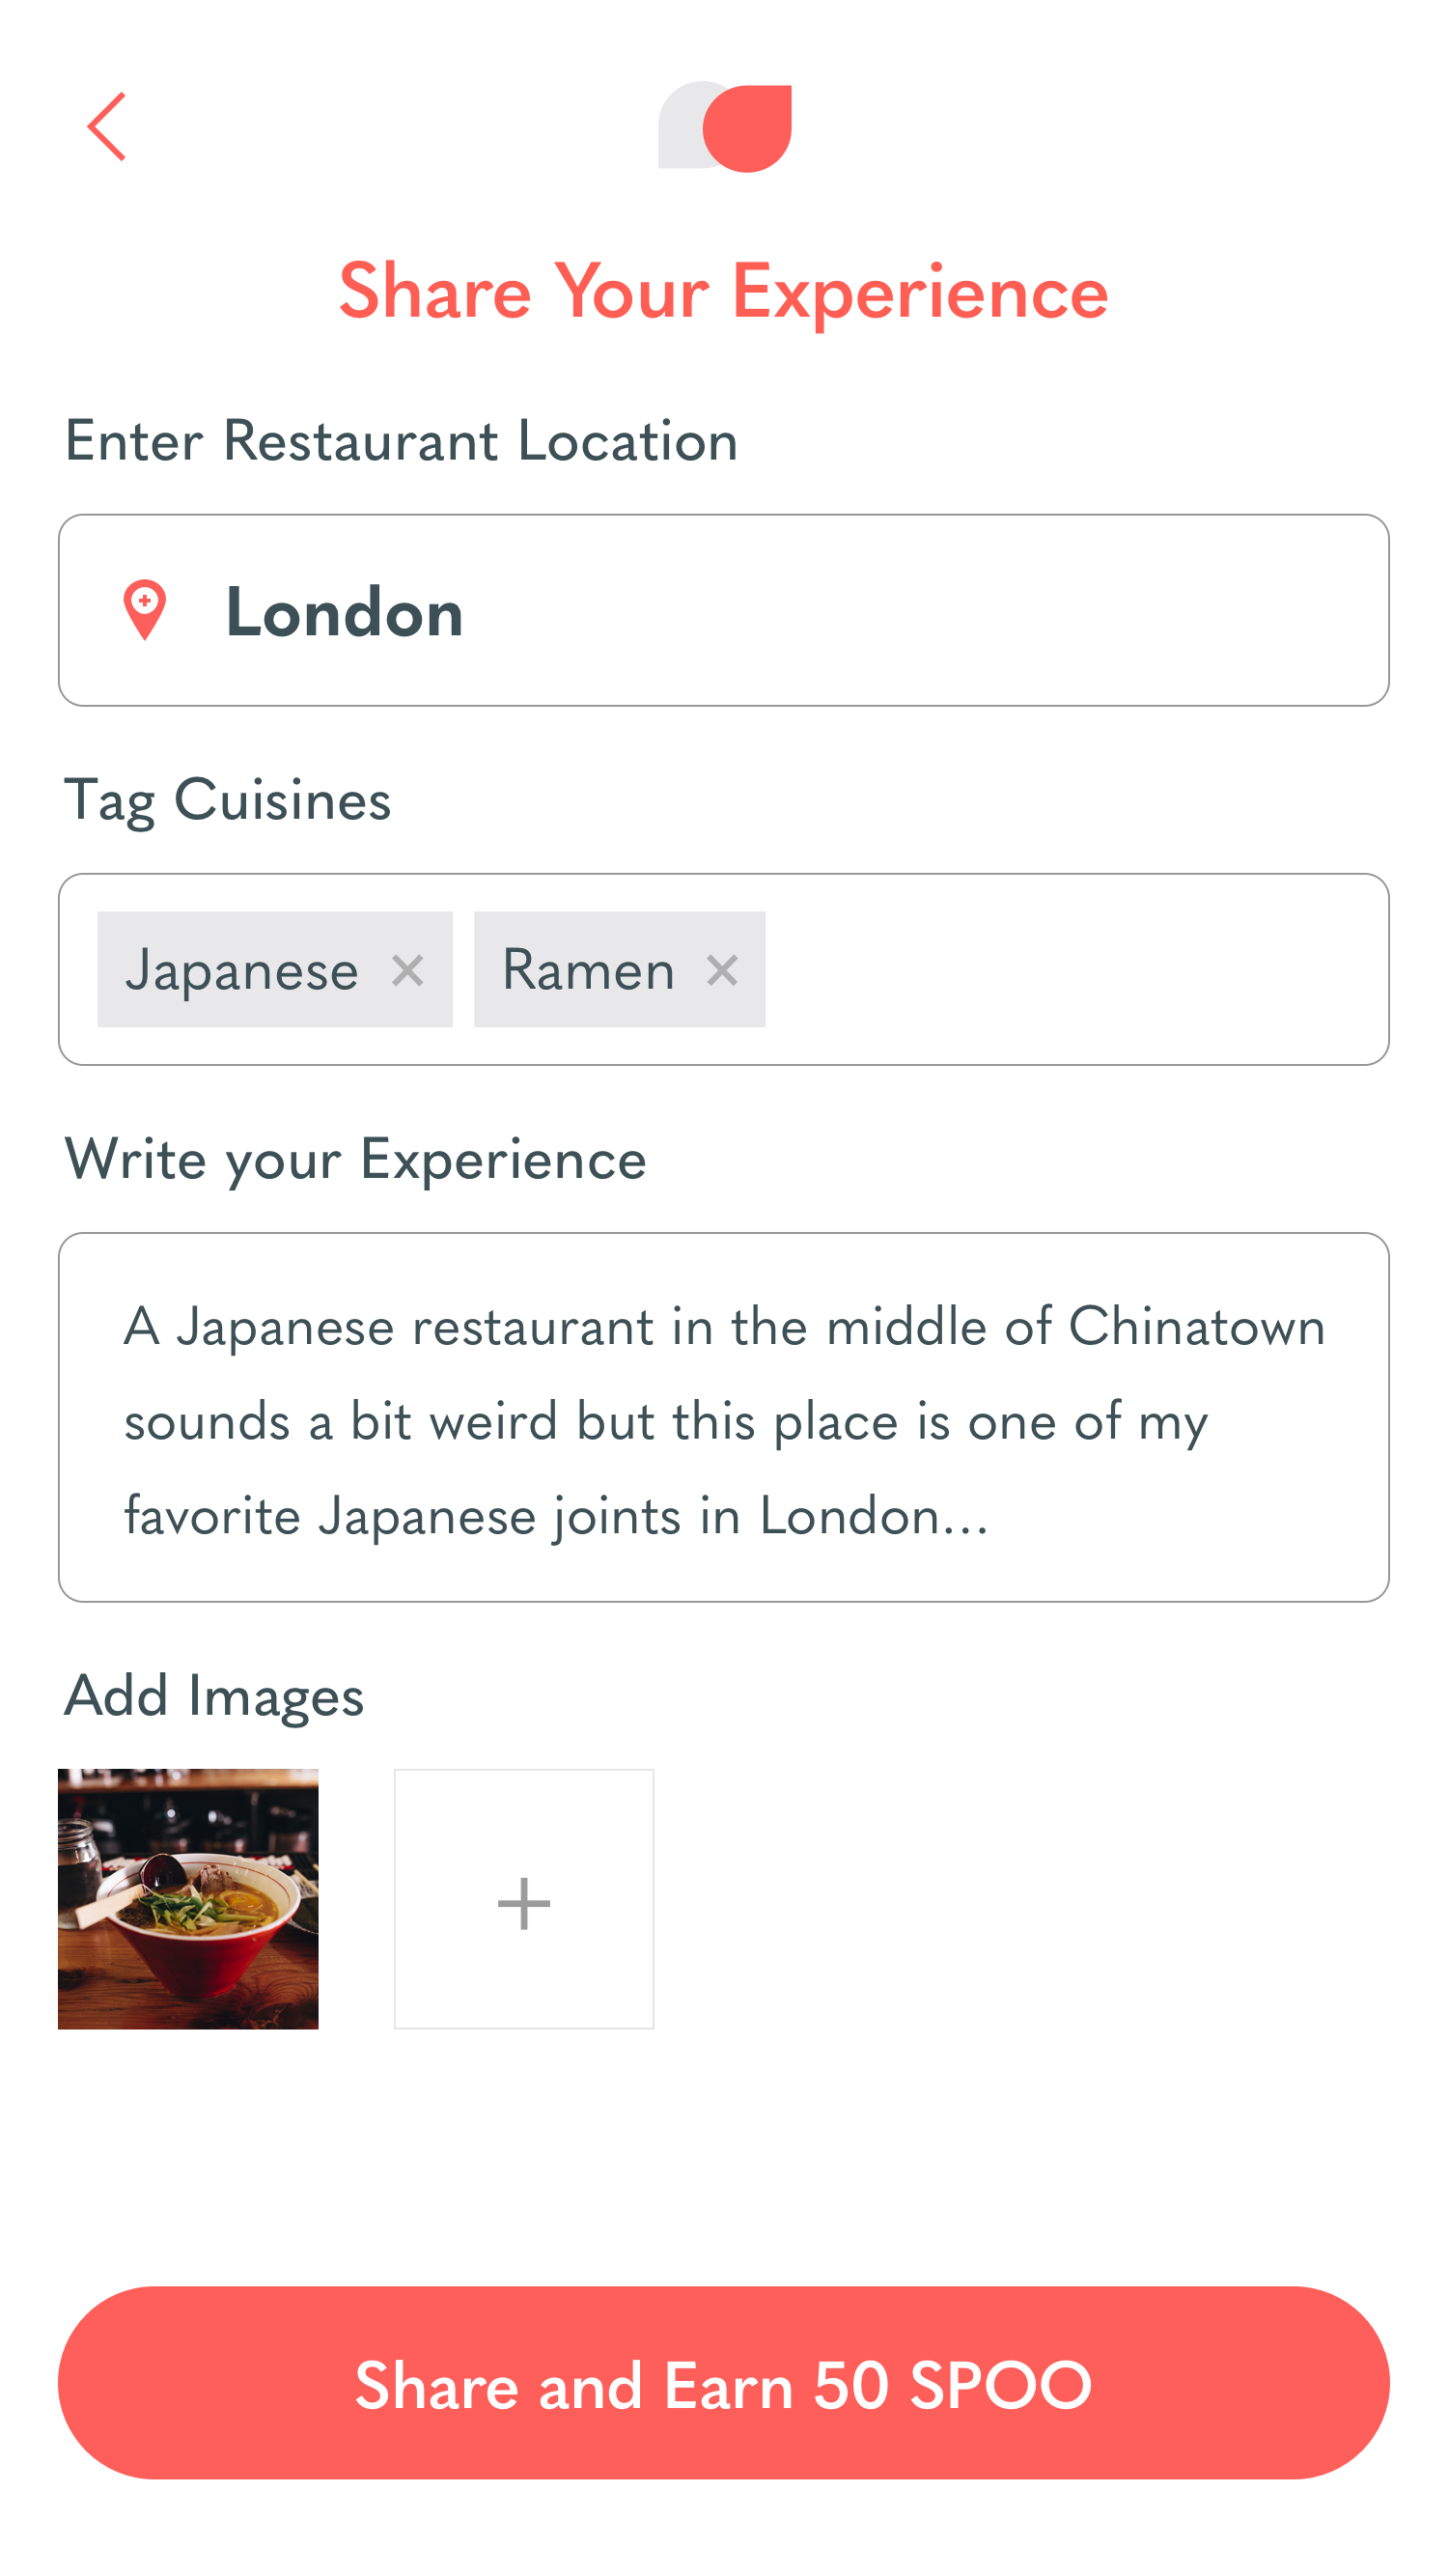 Share Your Experience
Enter Restaurant Location
London
Tag Cuisines
Japanese
Ramen
Write your Experience
A Japanese restaurant in the middle of Chinatown
sounds a bit weird but this place is one of my
favorite Japanese joints in London...
Add Images
Share and Earn 50 SPOO